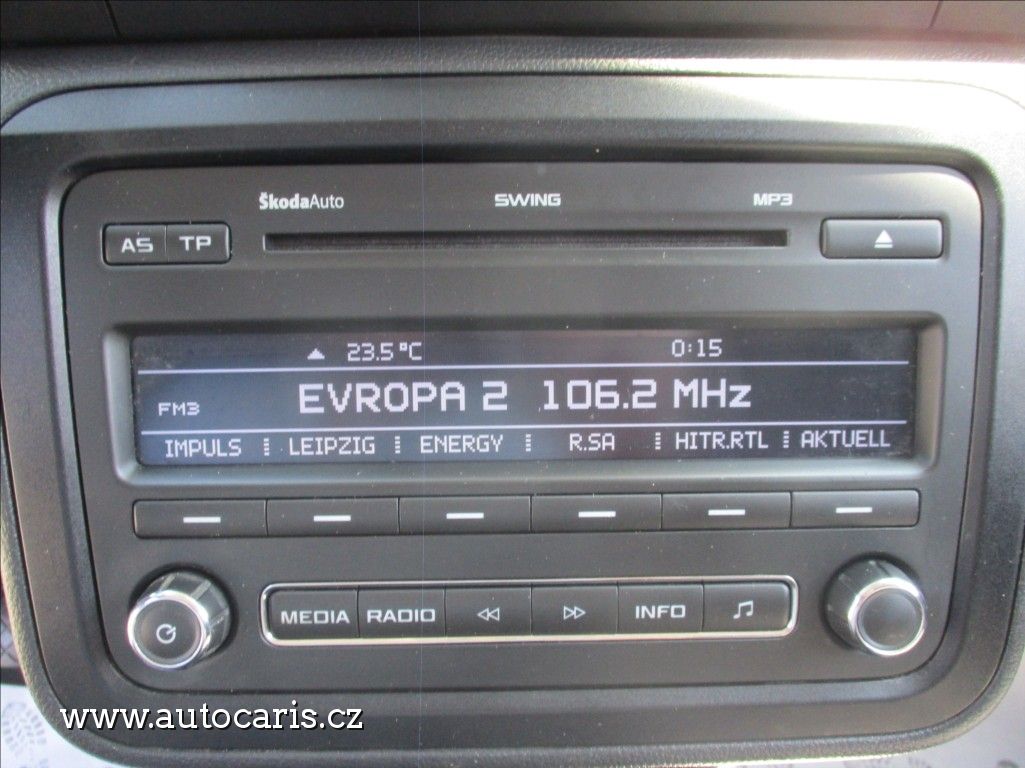 ŠkodaAuto SWING MP3
AS TP
23.5°C 0:15
FM3 EVROPA 2 106.2 MHz
IMPULS LEIPZIG ENERGY R.SA HITR.RTL AKTUELL
MEDIA RADIO INFO
www.autocaris.cz